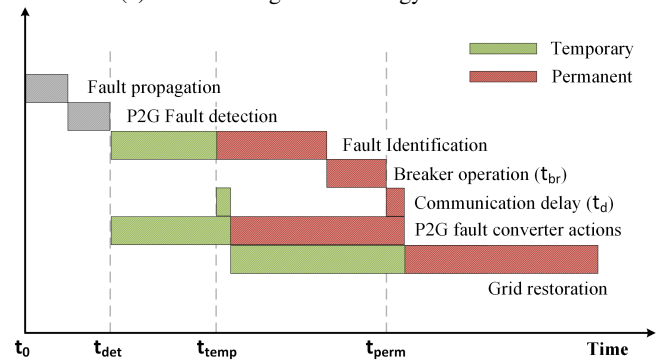 Temporary
Permanent
Fault propagation
P2G Fault detection
Fault Identification
Breaker operation (tbr)
Communication delay (td)
P2G fault converter actions
Grid restoration
t0 tdet ttemp tperm Time